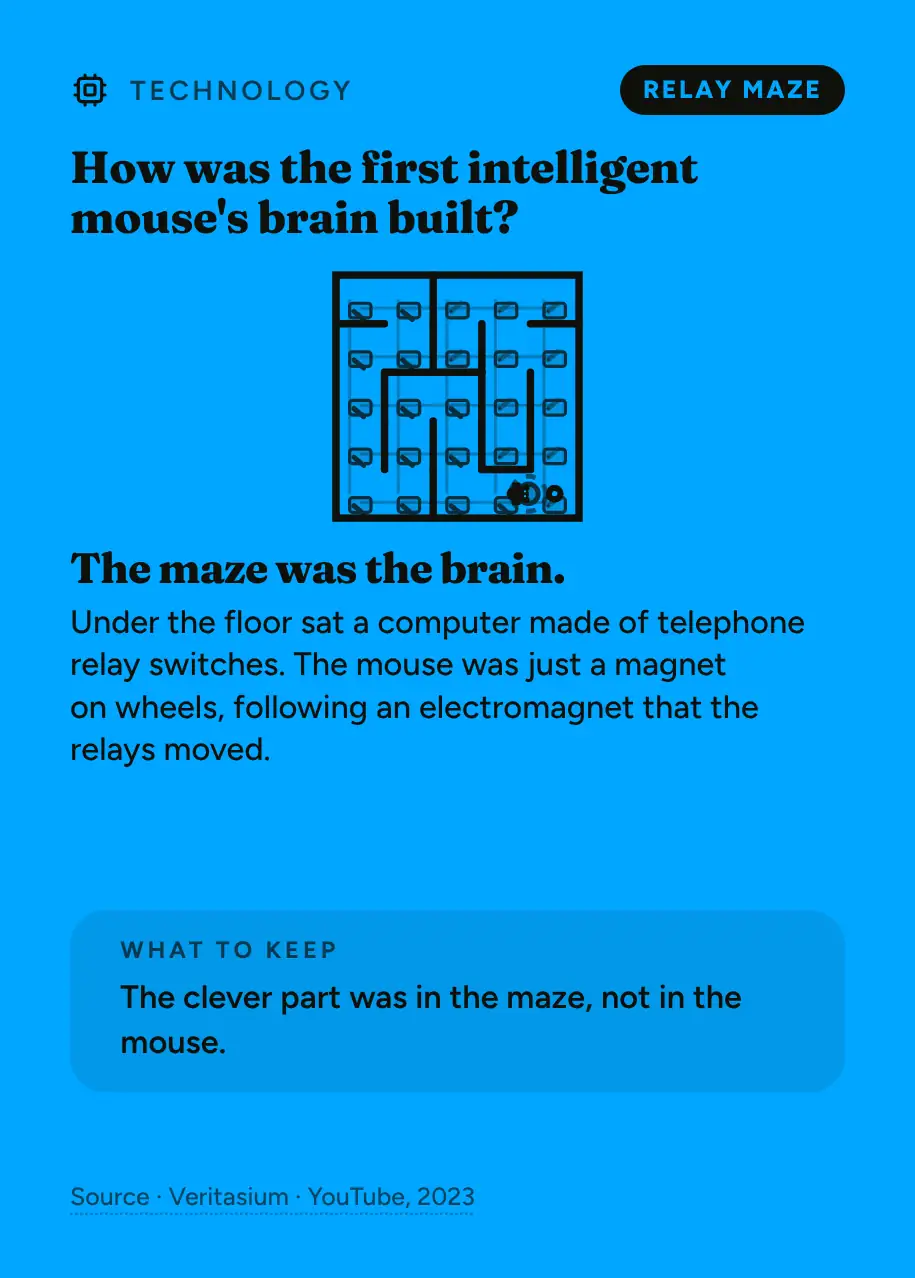 TECHNOLOGY
RELAY MAZE
How was the first intelligent
mouse's brain built?
The maze was the brain.
Under the floor sat a computer made of telephone
relay switches. The mouse was just a magnet
on wheels, following an electromagnet that the
relays moved.
WHAT TO KEEP
The clever part was in the maze, not in the
mouse.
Source · Veritasium · YouTube, 2023